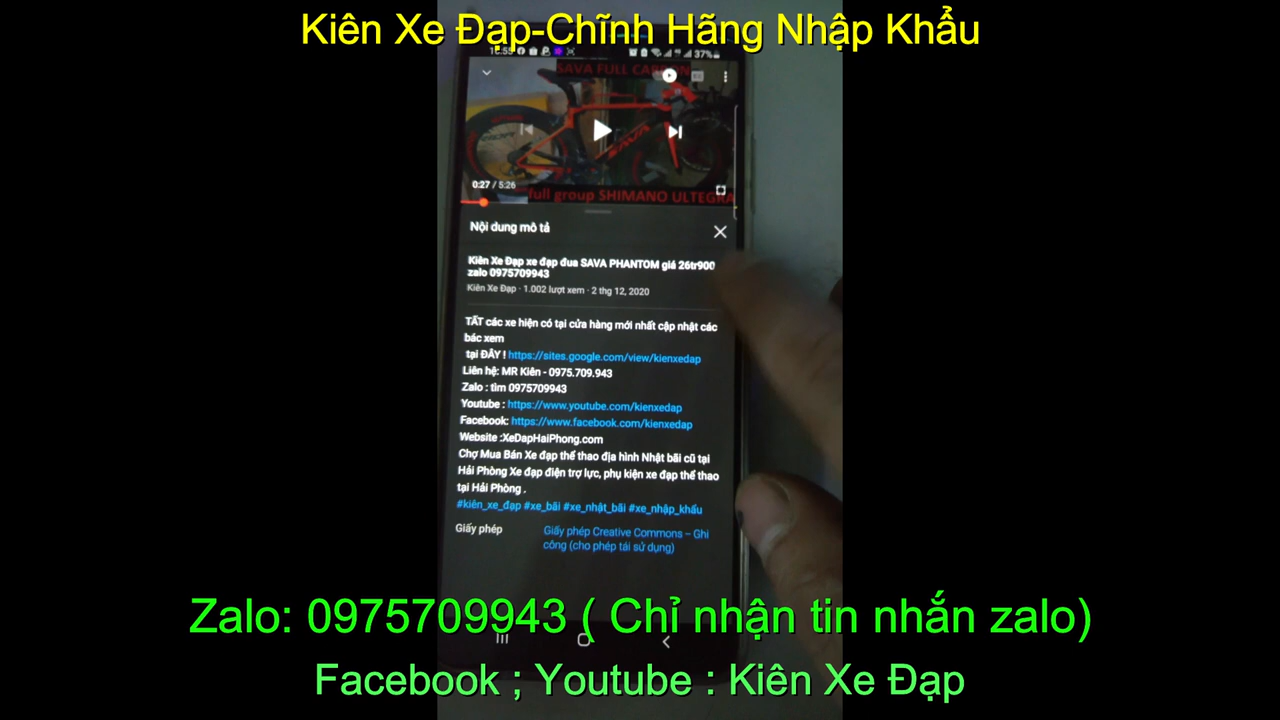 Kiên Xe Đạp-Chĩnh Hãng Nhập Khẩu
37%
SAVA FULL CARBON
SAVA
0:27 / 5:26
full group SHIMANO ULTEGRA
Nội dung mô tả
Kiên Xe Đạp xe đạp đua SAVA PHANTOM giá 26tr900
zalo 0975709943
Kiên Xe Đạp · 1.002 lượt xem · 2 thg 12, 2020
TẤT các xe hiện có tại cửa hàng mới nhất cập nhật các
bác xem
tại ĐÂY ! https://sites.google.com/view/kienxedap
Liên hệ: MR Kiên - 0975.709.943
Zalo : tìm 0975709943
Youtube : https://www.youtube.com/kienxedap
Facebook: https://www.facebook.com/kienxedap
Website :XeDapHaiPhong.com
Chợ Mua Bán Xe đạp thể thao địa hình Nhật bãi cũ tại
Hải Phòng Xe đạp điện trợ lực, phụ kiện xe đạp thể thao
tại Hải Phòng .
#kiên_xe_đạp #xe_bãi #xe_nhật_bãi #xe_nhập_khẩu
Giấy phép Giấy phép Creative Commons – Ghi
công (cho phép tái sử dụng)
Zalo: 0975709943 ( Chỉ nhận tin nhắn zalo)
Facebook ; Youtube : Kiên Xe Đạp